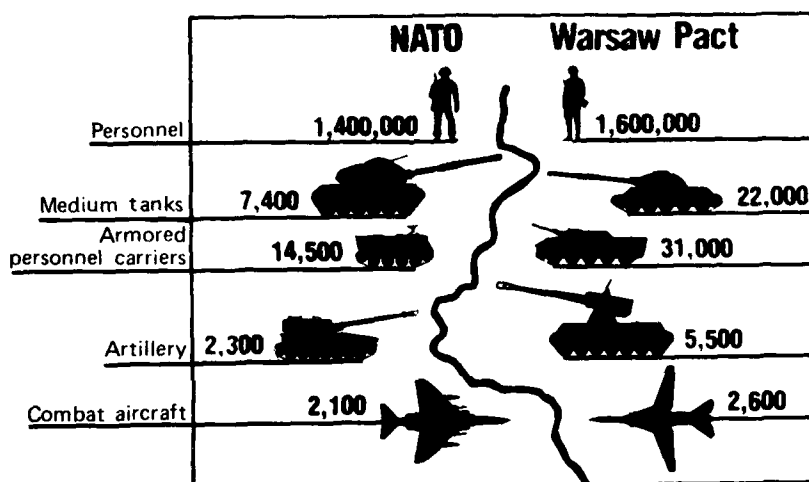 NATO Warsaw Pact
Personnel 1,400,000 1,600,000
Medium tanks 7,400 22,000
Armored
personnel carriers 14,500 31,000
Artillery 2,300 5,500
Combat aircraft 2,100 2,600